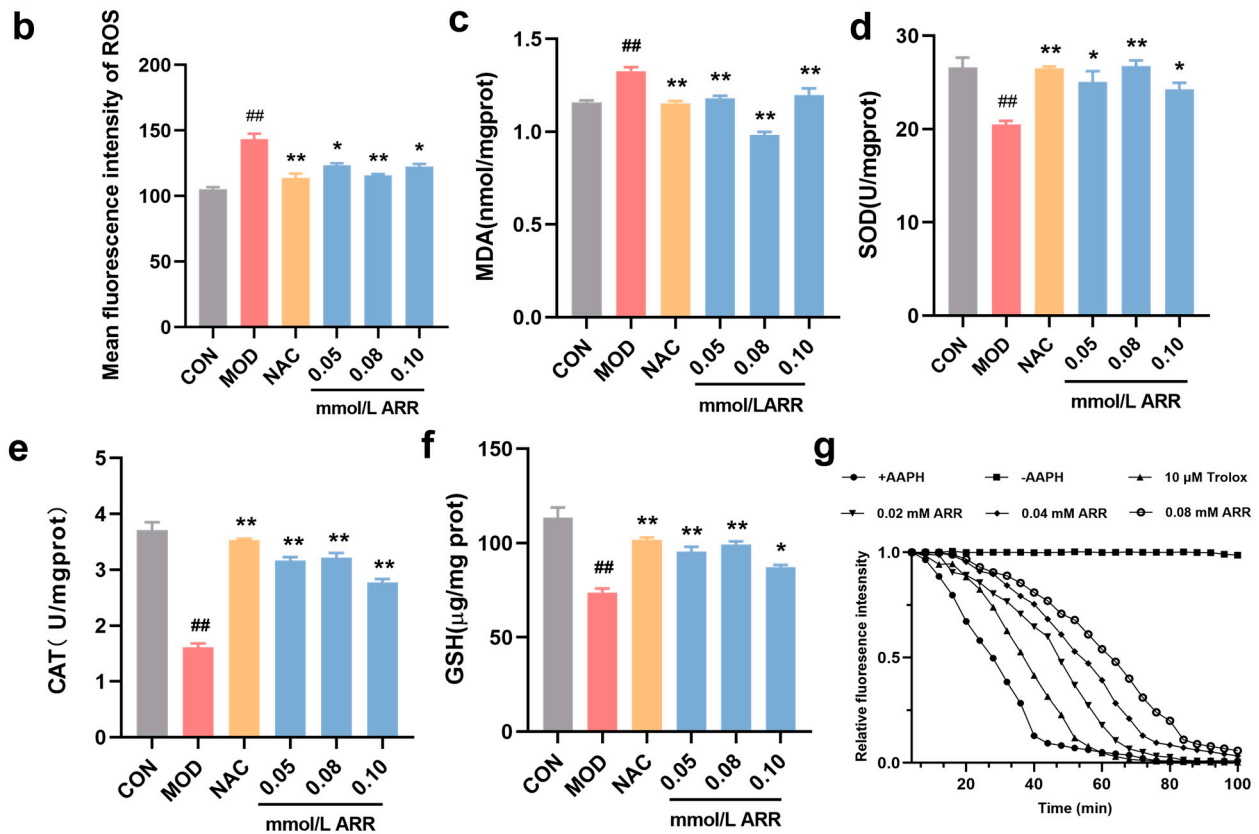 b
Mean fluorescence intensity of ROS
200
150
100
50
0
##
**
*
**
*
CON
MOD
NAC
0.05
0.08
0.10
mmol/L ARR
c
MDA(nmol/mgprot)
1.5
1.0
0.5
0.0
##
**
**
**
**
CON
MOD
NAC
0.05
0.08
0.10
mmol/LARR
d
SOD(U/mgprot)
30
20
10
0
##
**
*
**
*
CON
MOD
NAC
0.05
0.08
0.10
mmol/L ARR
e
CAT( U/mgprot)
5
4
3
2
1
0
##
**
**
**
**
CON
MOD
NAC
0.05
0.08
0.10
mmol/L ARR
f
GSH(μg/mg prot)
150
100
50
0
##
**
**
**
*
CON
MOD
NAC
0.05
0.08
0.10
mmol/L ARR
g
+AAPH
-AAPH
10 μM Trolox
0.02 mM ARR
0.04 mM ARR
0.08 mM ARR
Relative fluoresence intesnsity
1.0
0.5
0.0
20
40
60
80
100
Time (min)